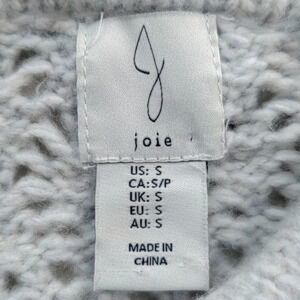 J
joie
US: S
CA:S/P
UK: S
EU: S
AU: S
MADE IN
CHINA